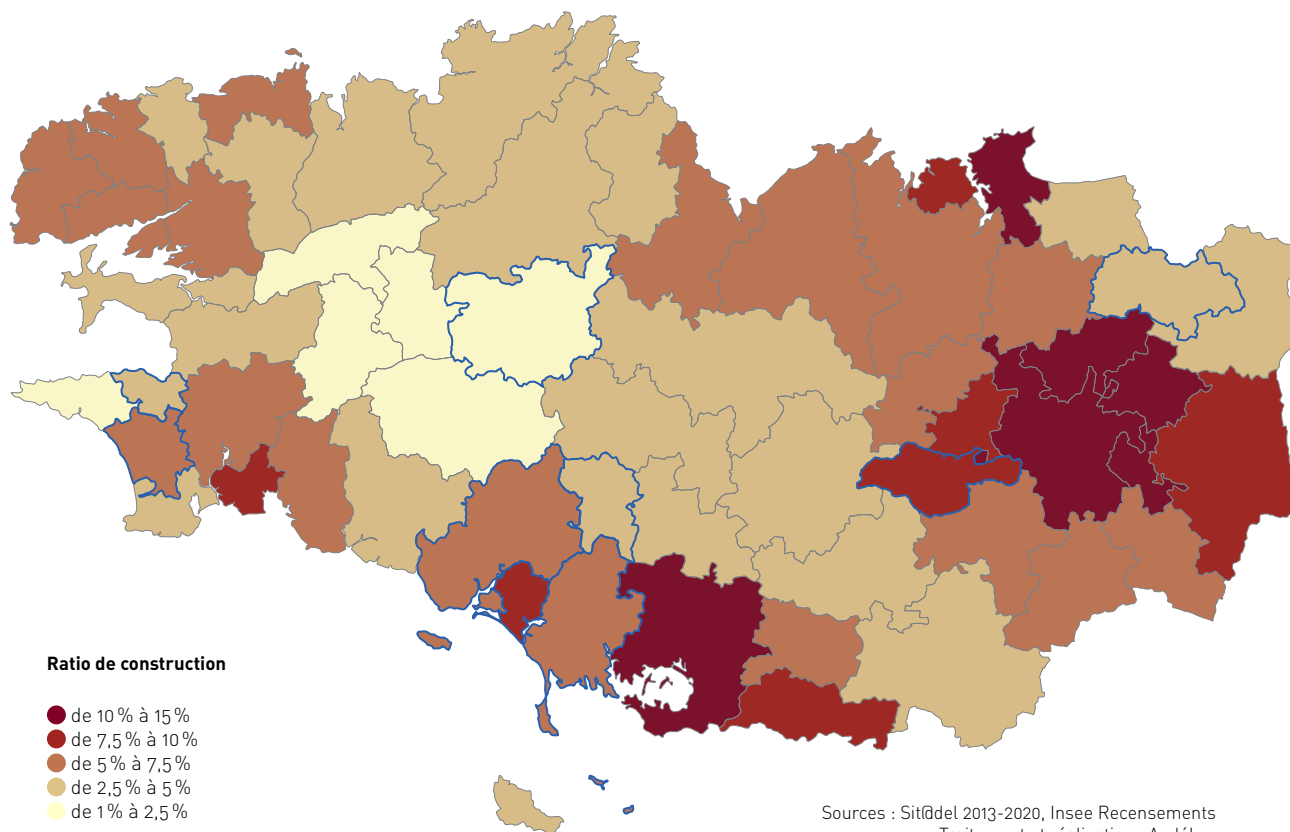 Ratio de construction
de 10 % à 15 %
de 7,5 % à 10 %
de 5 % à 7,5 %
de 2,5 % à 5 %
de 1 % à 2,5 %
Sources : Sit@del 2013-2020, Insee Recensements